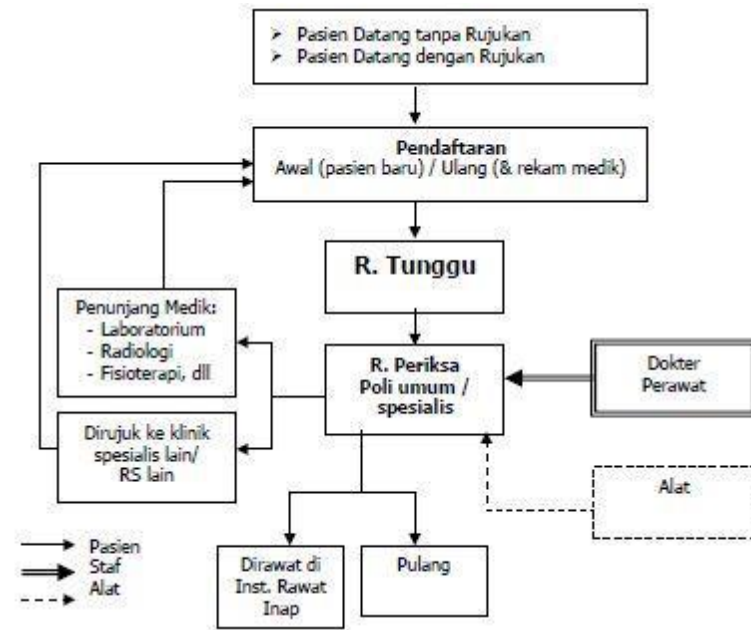 ➢ Pasien Datang tanpa Rujukan
➢ Pasien Datang dengan Rujukan
Pendaftaran
Awal (pasien baru) / Ulang (& rekam medik)
R. Tunggu
Penunjang Medik:
- Laboratorium
- Radiologi
- Fisioterapi, dll
R. Periksa
Poli umum /
spesialis
Dokter
Perawat
Dirujuk ke klinik
spesialis lain/
RS lain
Alat
Pasien
Staf
Alat
Dirawat di
Inst. Rawat
Inap
Pulang